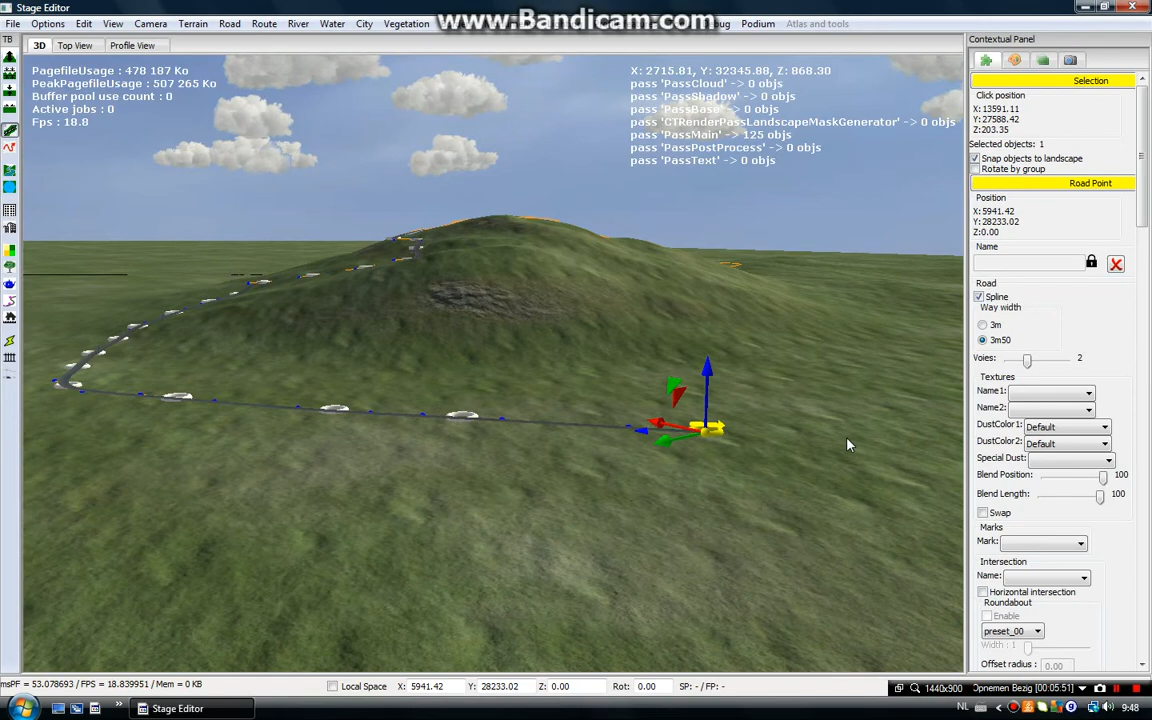 Stage Editor
www.Bandicam.com
File Options Edit View Camera Terrain Road Route River Water City Vegetation Podium Atlas and tools
TB 3D Top View Profile View
Contextual Panel
PagefileUsage : 478 187 Ko
PeakPagefileUsage : 507 265 Ko
Buffer pool use count : 0
Active jobs : 0
Fps : 18.8
X: 2715.81, Y: 32345.88, Z: 868.30
pass 'PassCloud' -> 0 objs
pass 'PassShadow' -> 0 objs
pass 'PassBase' -> 0 objs
pass 'CTRenderPassLandscapeMaskGenerator' -> 0 objs
pass 'PassMain' -> 125 objs
pass 'PassPostProcess' -> 0 objs
pass 'PassText' -> 0 objs
Selection
Click position
X:13591.11
Y:27588.42
Z:203.35
Selected objects: 1
Snap objects to landscape
Rotate by group
Road Point
Position
X:5941.42
Y:28233.02
Z:0.00
Name
Road
Spline
Way width
3m
3m50
Voies: 2
Textures
Name1:
Name2:
DustColor1: Default
DustColor2: Default
Special Dust:
Blend Position: 100
Blend Length: 100
Swap
Marks
Mark:
Intersection
Name:
Horizontal intersection
Roundabout
Enable
preset_00
Width : 1
Offset radius : 0.00
msPF = 53.078693 / FPS = 18.839951 / Mem = 0 KB
Local Space X: 5941.42 Y: 28233.02 Z: 0.00 Rot: 0.00 SP: - / FP: -
1440x900 Opnemen Bezig [00:05:51]
Stage Editor
NL
9:48